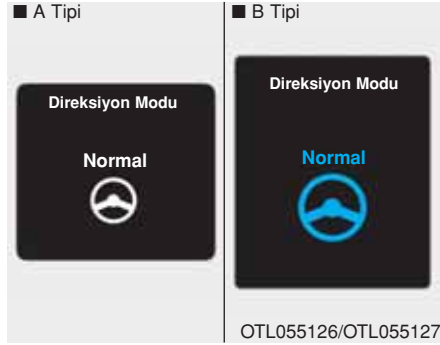 ■ A Tipi
Direksiyon Modu
Normal
■ B Tipi
Direksiyon Modu
Normal
OTL055126/OTL055127